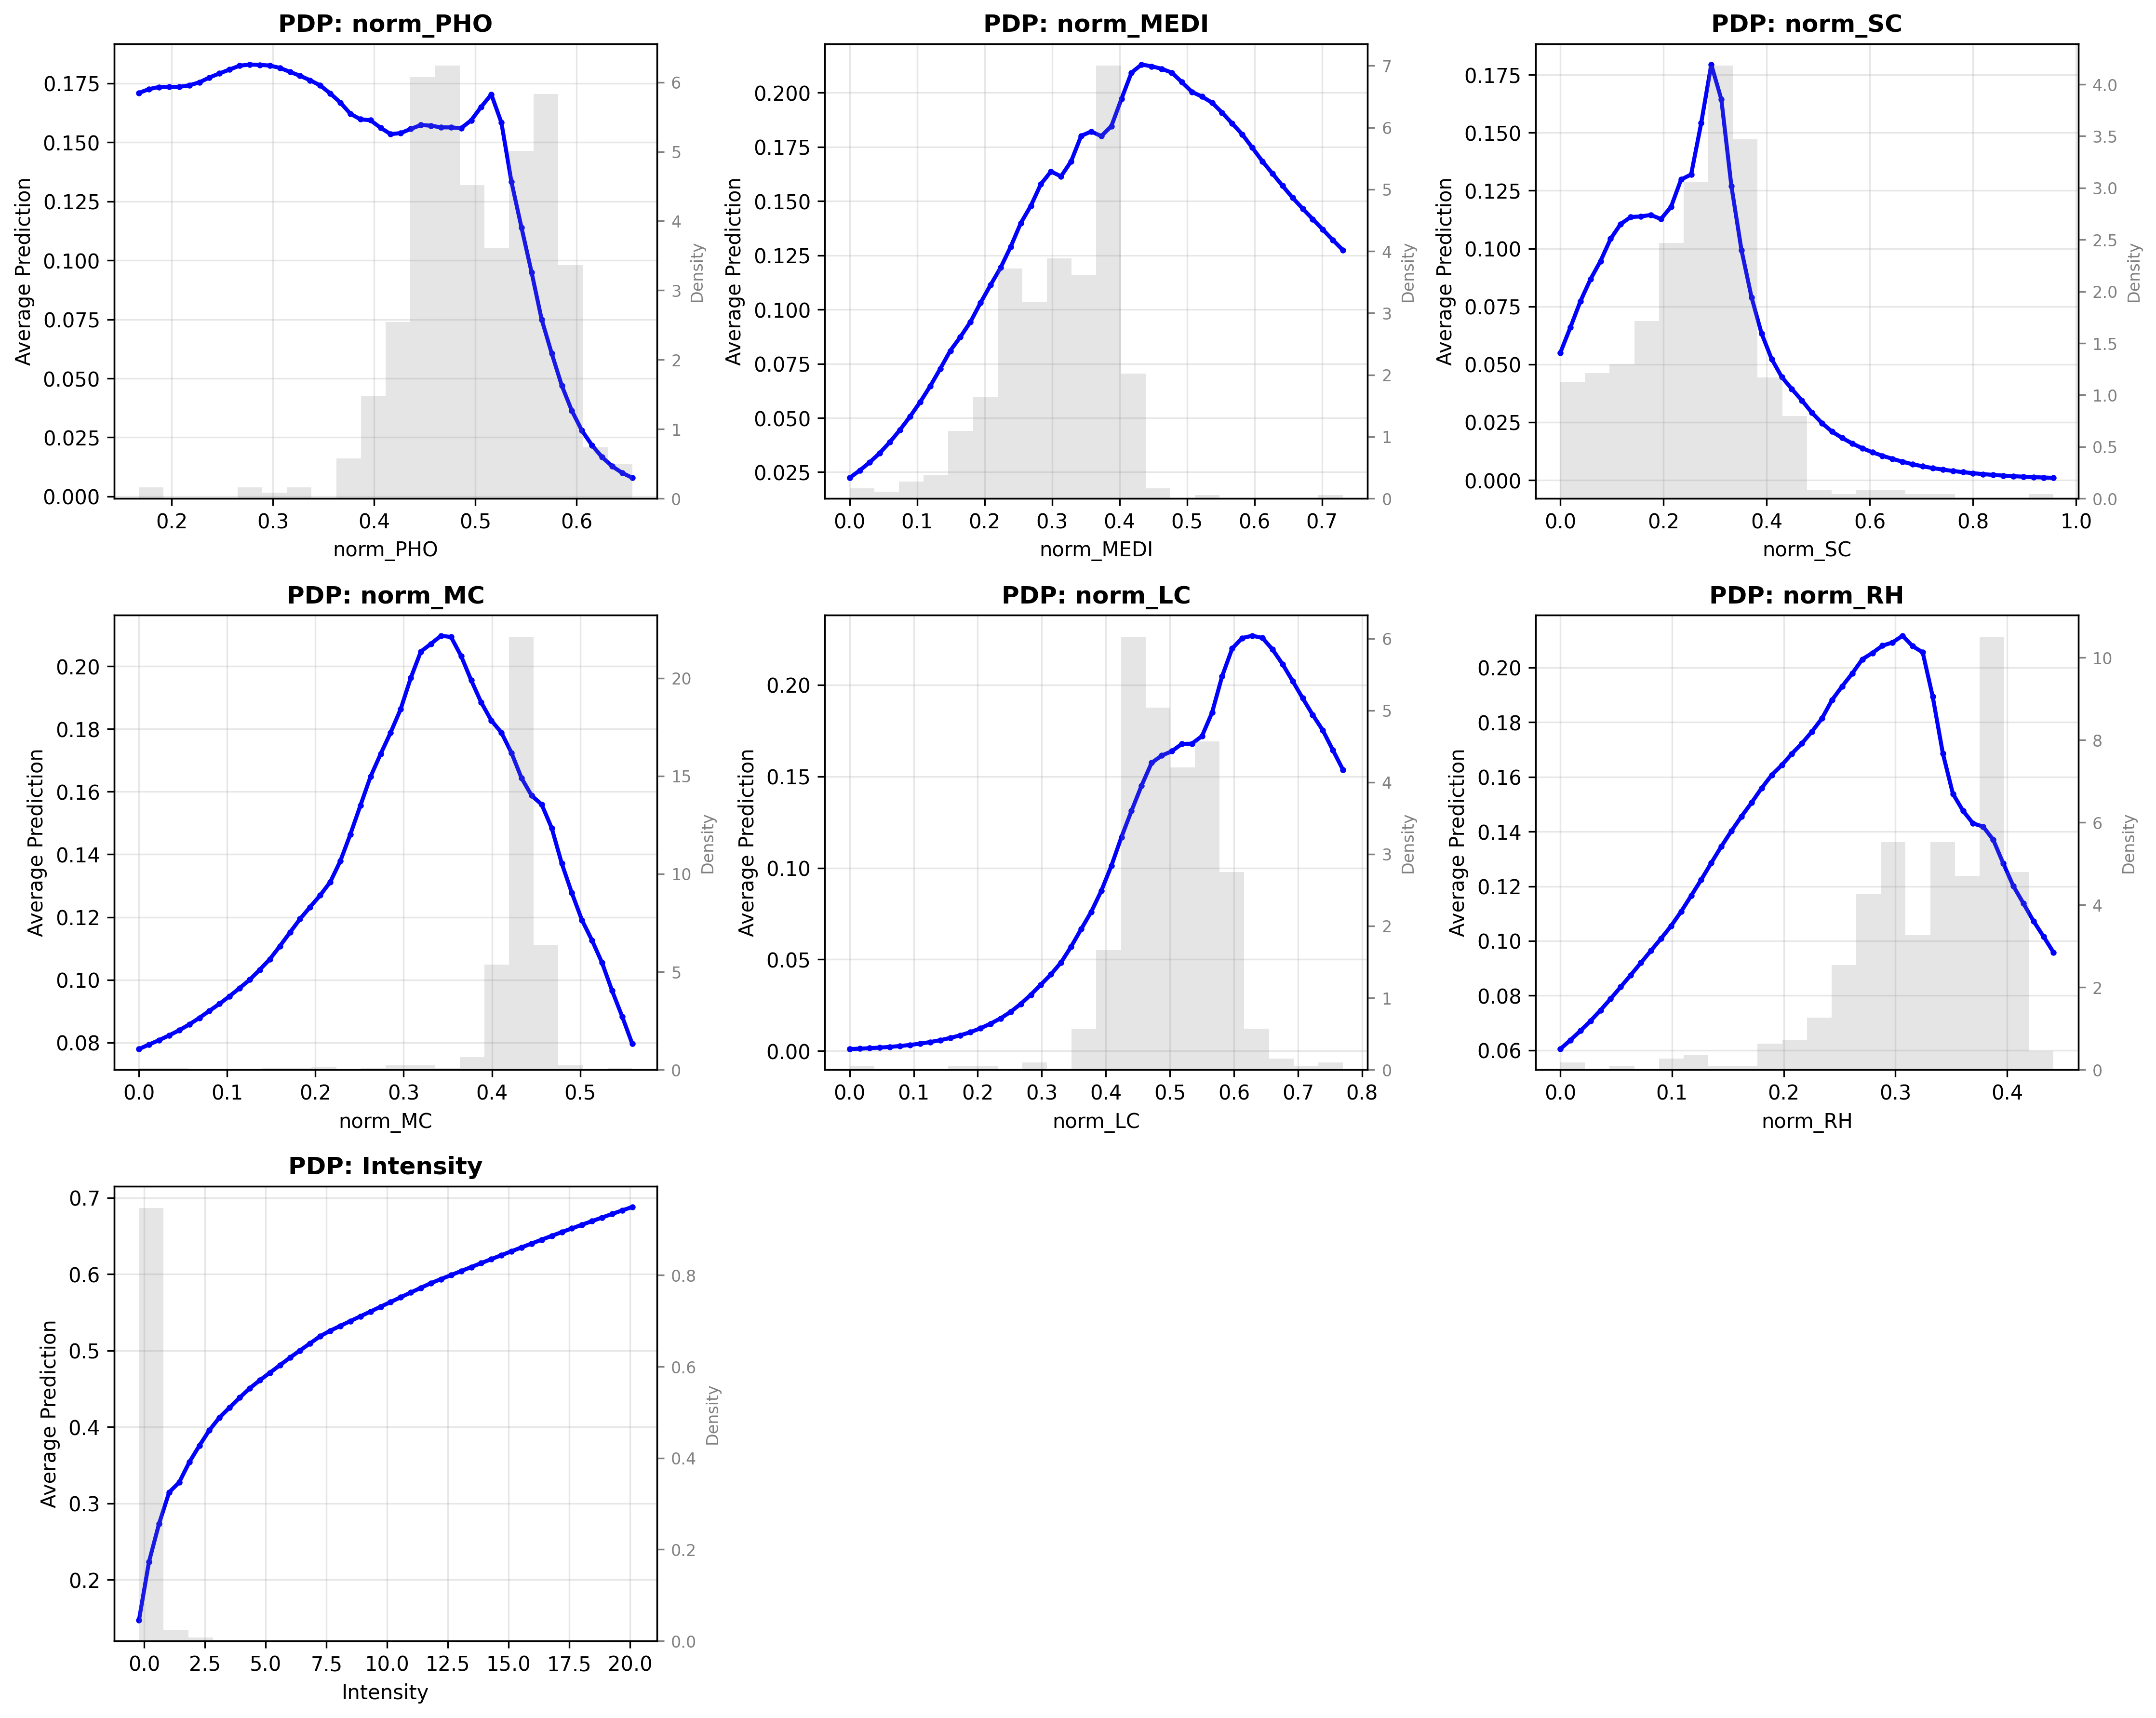 PDP: norm_PHO
0.175
0.150
0.125
0.100
0.075
0.050
0.025
0.000
Average Prediction
6
5
4
3
2
1
0
Density
0.2 0.3 0.4 0.5 0.6
norm_PHO
PDP: norm_MEDI
0.200
0.175
0.150
0.125
0.100
0.075
0.050
0.025
Average Prediction
7
6
5
4
3
2
1
0
Density
0.0 0.1 0.2 0.3 0.4 0.5 0.6 0.7
norm_MEDI
PDP: norm_SC
0.175
0.150
0.125
0.100
0.075
0.050
0.025
0.000
Average Prediction
4.0
3.5
3.0
2.5
2.0
1.5
1.0
0.5
0.0
Density
0.0 0.2 0.4 0.6 0.8 1.0
norm_SC
PDP: norm_MC
0.20
0.18
0.16
0.14
0.12
0.10
0.08
Average Prediction
20
15
10
5
0
Density
0.0 0.1 0.2 0.3 0.4 0.5
norm_MC
PDP: norm_LC
0.20
0.15
0.10
0.05
0.00
Average Prediction
6
5
4
3
2
1
0
Density
0.0 0.1 0.2 0.3 0.4 0.5 0.6 0.7 0.8
norm_LC
PDP: norm_RH
0.20
0.18
0.16
0.14
0.12
0.10
0.08
0.06
Average Prediction
10
8
6
4
2
0
Density
0.0 0.1 0.2 0.3 0.4
norm_RH
PDP: Intensity
0.7
0.6
0.5
0.4
0.3
0.2
Average Prediction
0.8
0.6
0.4
0.2
0.0
Density
0.0 2.5 5.0 7.5 10.0 12.5 15.0 17.5 20.0
Intensity